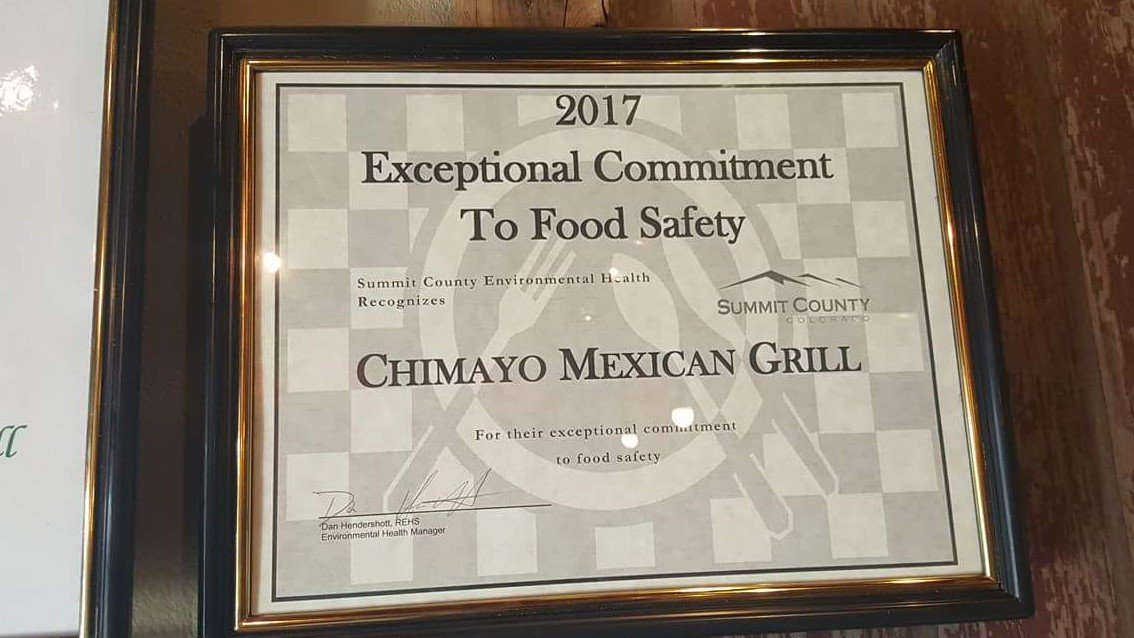 2017
Exceptional Commitment
To Food Safety
Summit County Environmental Health
Recognizes
SUMMIT COUNTY
COLORADO
CHIMAYO MEXICAN GRILL
For their exceptional commitment
to food safety
Dan Hendershott, REHS
Environmental Health Manager